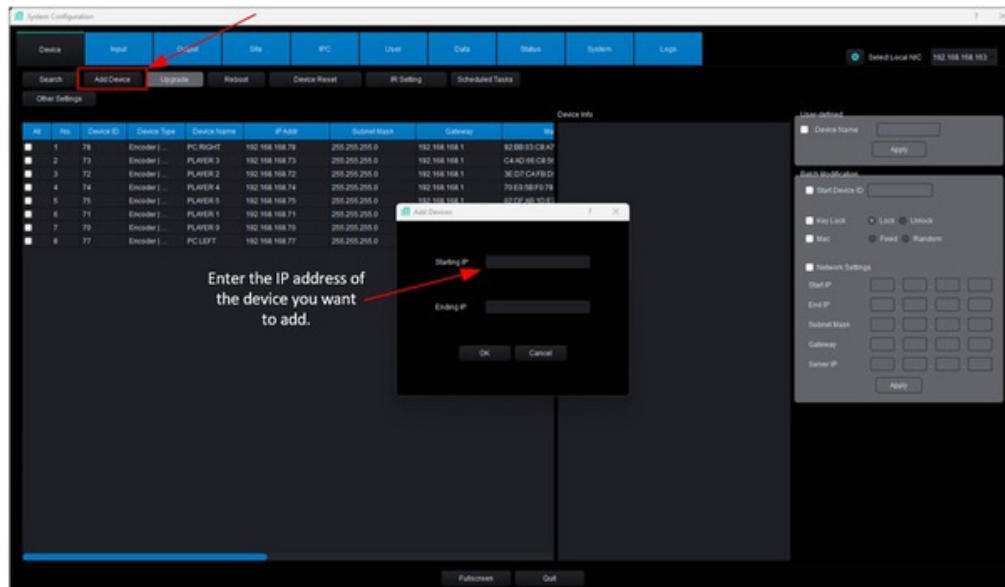 System Configuration
Device Input Output Site IPC User Data Status System Logs
Select Local NIC 192.168.168.163
Search Add Device Upgrade Reboot Device Reset IR Setting Scheduled Tasks
Other Settings
Device Info
User-defined
All No. Device ID Device Type Device Name IP Addr Subnet Mask Gateway Ma
Device Name
Apply
1 78 Encoder | ... PC RIGHT 192.168.168.78 255.255.255.0 192.168.168.1
2 73 Encoder | ... PLAYER 3 192.168.168.73 255.255.255.0 192.168.168.1
3 72 Encoder | ... PLAYER 2 192.168.168.72 255.255.255.0 192.168.168.1
4 74 Encoder | ... PLAYER 4 192.168.168.74 255.255.255.0 192.168.168.1
5 75 Encoder | ... PLAYER 5 192.168.168.75 255.255.255.0
6 71 Encoder | ... PLAYER 1 192.168.168.71 255.255.255.0
7 70 Encoder | ... 192.168.168.70 255.255.255.0
8 77 Encoder | ... PC LEFT 192.168.168.77 255.255.255.0
Batch Modification
Start Device ID
Key Lock Lock Unlock
Mac Fixed Random
Network Settings
Start IP
End IP
Subnet Mask
Gateway
Server IP
Apply
Add Devices ?
Starting IP
Ending IP
OK Cancel
Enter the IP address of
the device you want
to add.
Fullscreen Quit